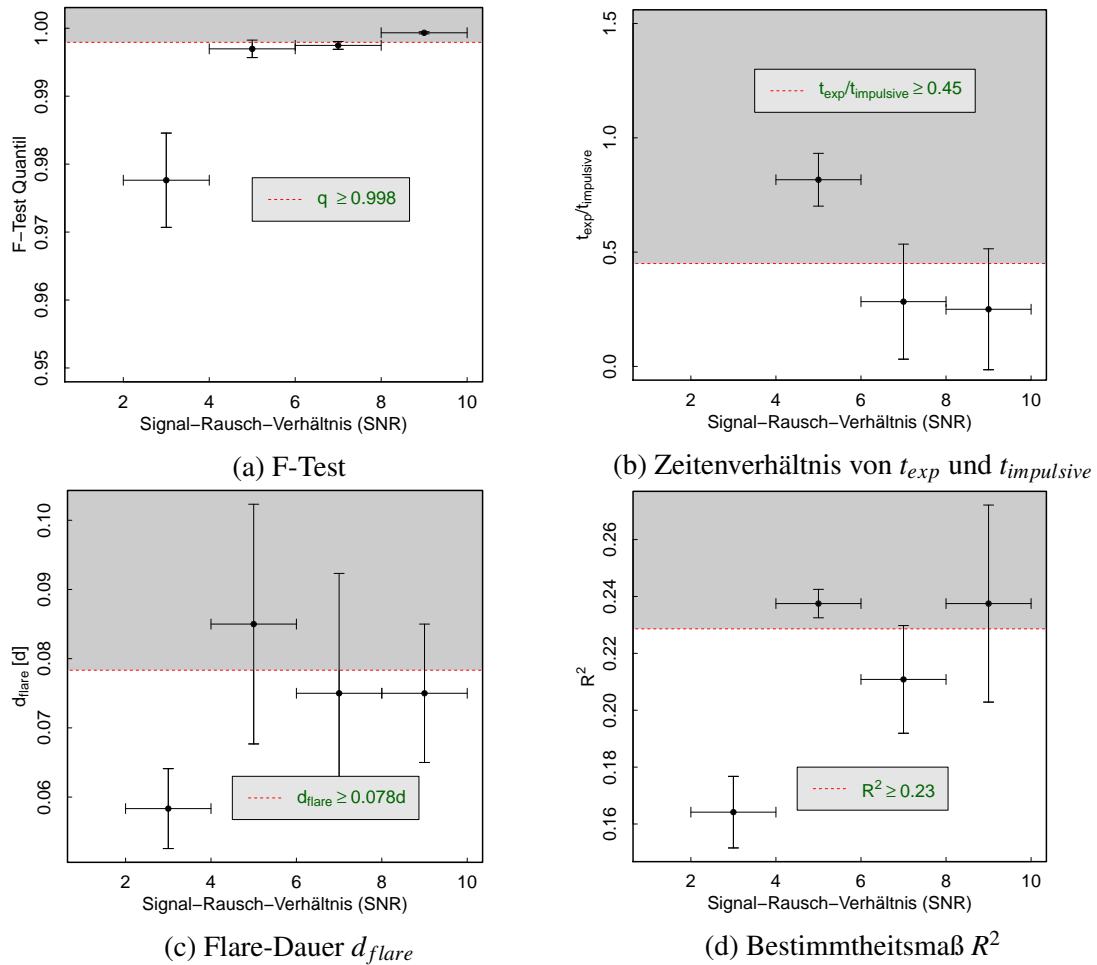 F−Test Quantil
0.95 0.96 0.97 0.98 0.99 1.00
q ≥ 0.998
2 4 6 8 10
Signal−Rausch−Verhältnis (SNR)
(a) F-Test
t_exp/t_impulsive
0.0 0.5 1.0 1.5
t_exp/t_impulsive ≥ 0.45
2 4 6 8 10
Signal−Rausch−Verhältnis (SNR)
(b) Zeitenverhältnis von t_exp und t_impulsive
d_flare [d]
0.06 0.07 0.08 0.09 0.10
d_flare ≥ 0.078d
2 4 6 8 10
Signal−Rausch−Verhältnis (SNR)
(c) Flare-Dauer d_flare
R²
0.16 0.18 0.20 0.22 0.24 0.26
R² ≥ 0.23
2 4 6 8 10
Signal−Rausch−Verhältnis (SNR)
(d) Bestimmtheitsmaß R²